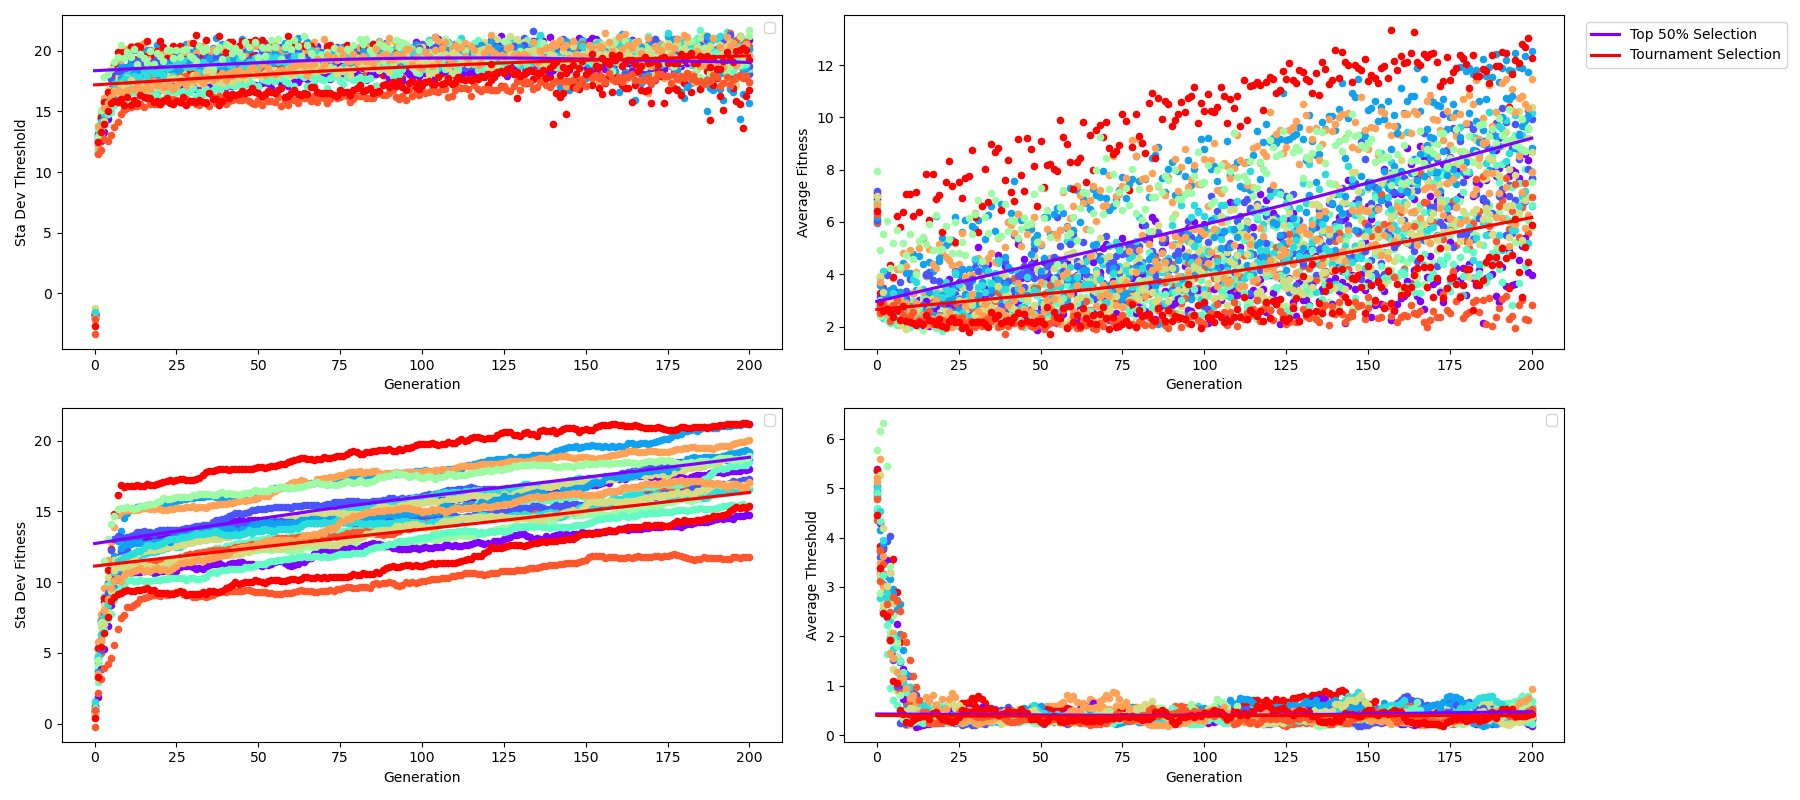 20
15
10
5
0
Sta Dev Threshold
0 25 50 75 100 125 150 175 200
Generation
12
10
8
6
4
2
Average Fitness
0 25 50 75 100 125 150 175 200
Generation
Top 50% Selection
Tournament Selection
20
15
10
5
0
Sta Dev Fitness
0 25 50 75 100 125 150 175 200
Generation
6
5
4
3
2
1
0
Average Threshold
0 25 50 75 100 125 150 175 200
Generation